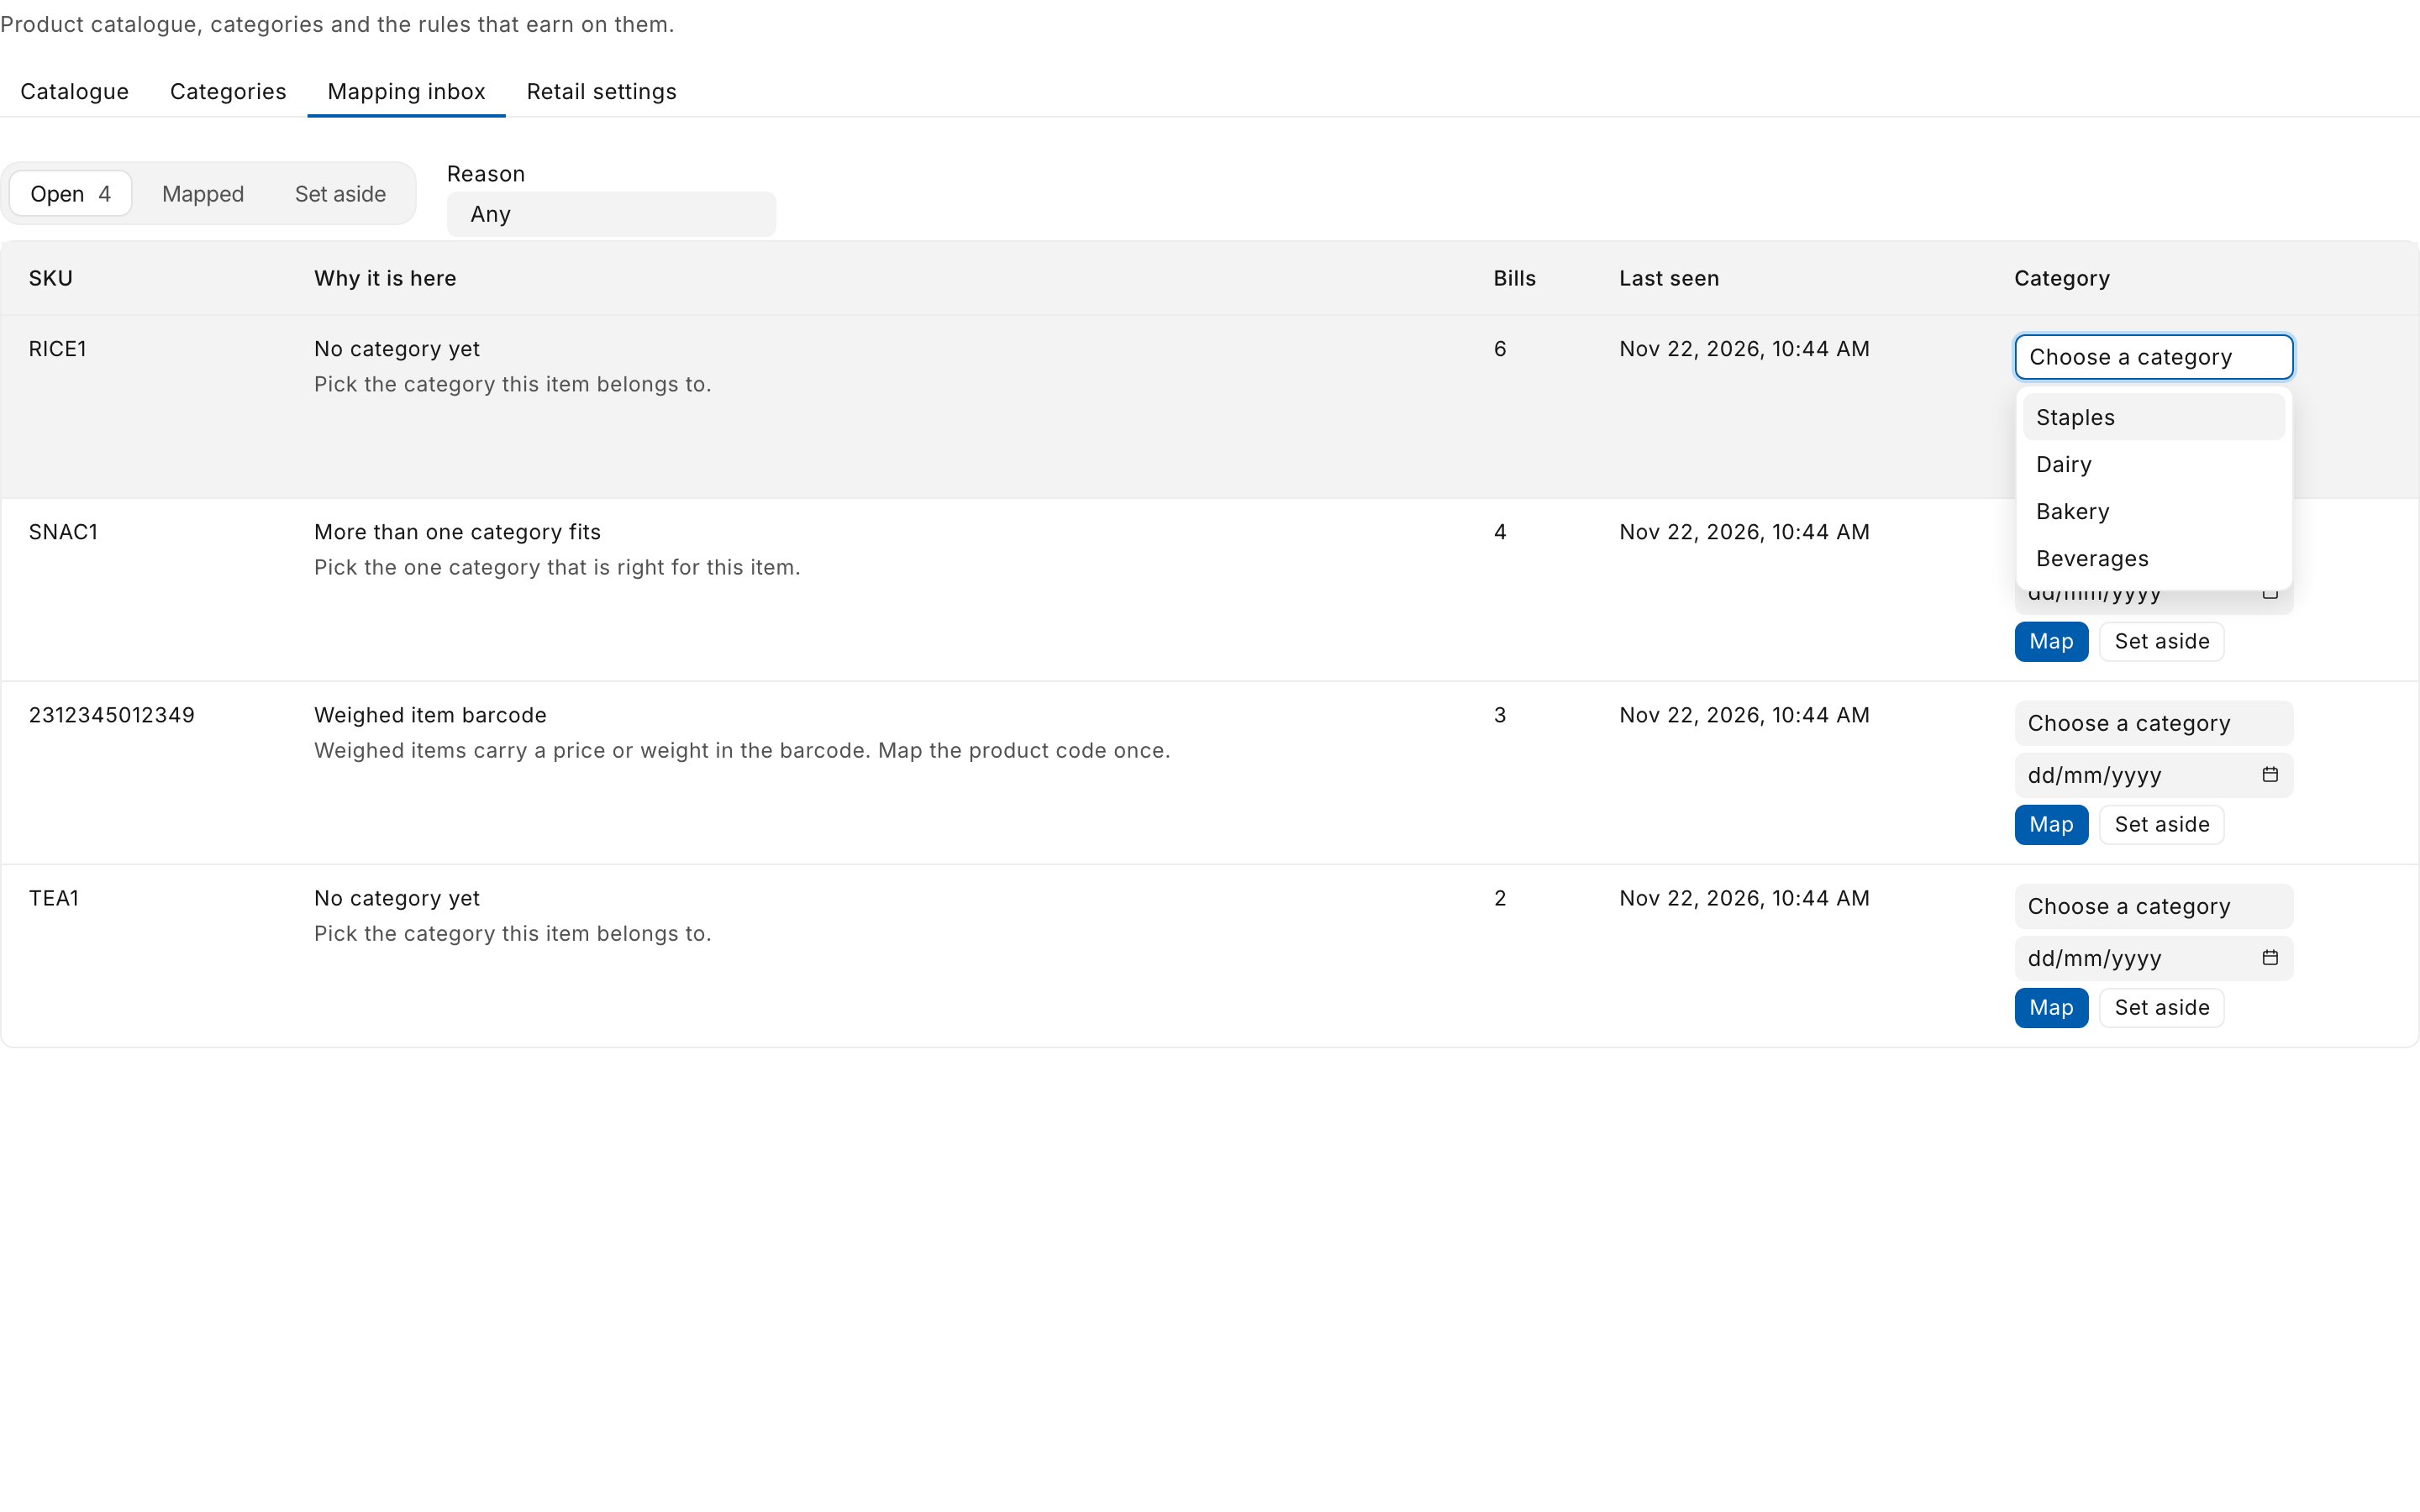 Product catalogue, categories and the rules that earn on them.
Catalogue Categories Mapping inbox Retail settings
Open 4 Mapped Set aside
Reason
Any
SKU Why it is here Bills Last seen Category
RICE1 No category yet 6 Nov 22, 2026, 10:44 AM Choose a category
Pick the category this item belongs to.
Staples
Dairy
Bakery
Beverages
SNAC1 More than one category fits 4 Nov 22, 2026, 10:44 AM
Pick the one category that is right for this item.
dd/mm/yyyy
Map Set aside
2312345012349 Weighed item barcode 3 Nov 22, 2026, 10:44 AM Choose a category
Weighed items carry a price or weight in the barcode. Map the product code once.
dd/mm/yyyy
Map Set aside
TEA1 No category yet 2 Nov 22, 2026, 10:44 AM Choose a category
Pick the category this item belongs to.
dd/mm/yyyy
Map Set aside